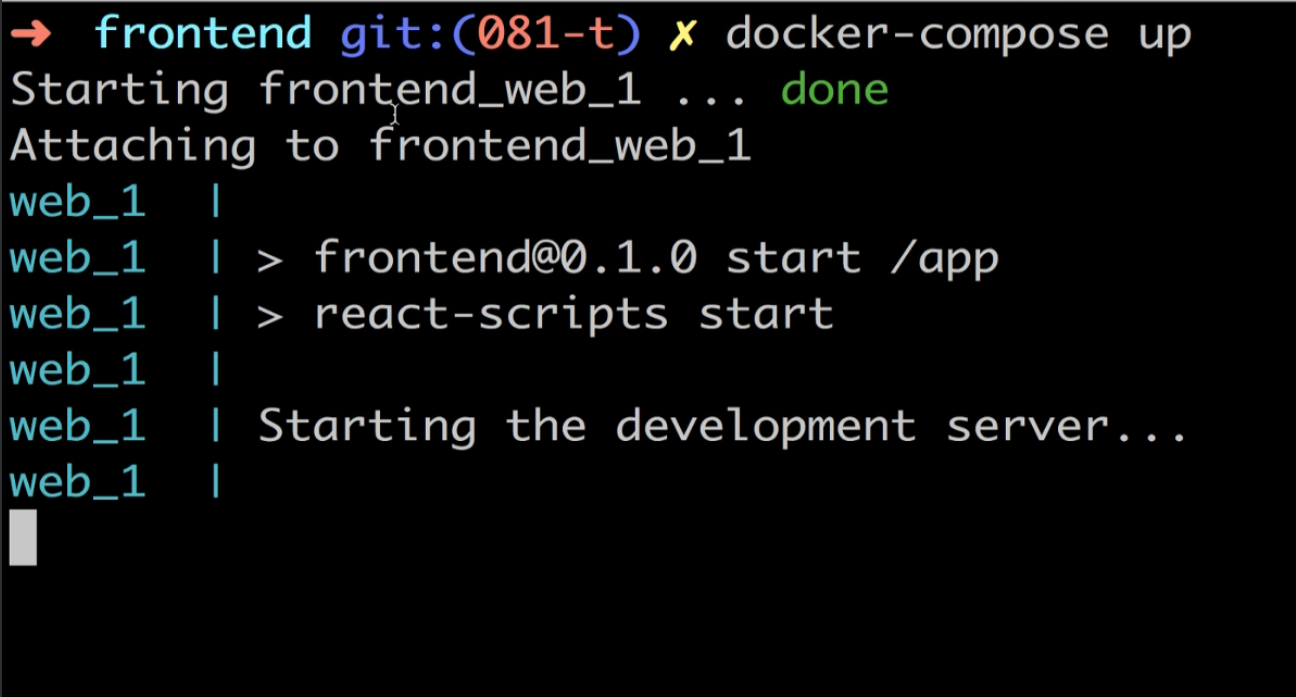 ➜ frontend git:(081-t) ✗ docker-compose up
Starting frontend_web_1 ... done
Attaching to frontend_web_1
web_1 |
web_1 | > frontend@0.1.0 start /app
web_1 | > react-scripts start
web_1 |
web_1 | Starting the development server...
web_1 |